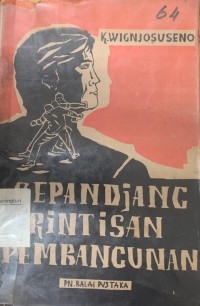 64
K. WIGNJOSUSENO
SEPANDJANG
RINTISAN
PEMBANGUNAN
PN. BALAI PUSTAKA